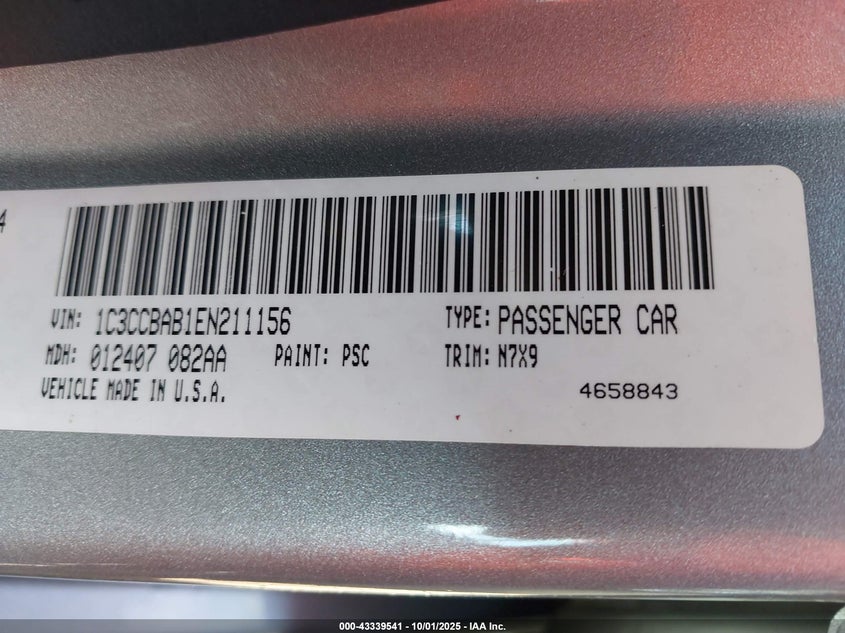 4
VIN: 1C3CCBAB1EN211156 TYPE: PASSENGER CAR
MDH: 012407 082AA PAINT: PSC TRIM: N7X9
VEHICLE MADE IN U.S.A. 4658843
000-43339541 - 10/01/2025 - IAA Inc.